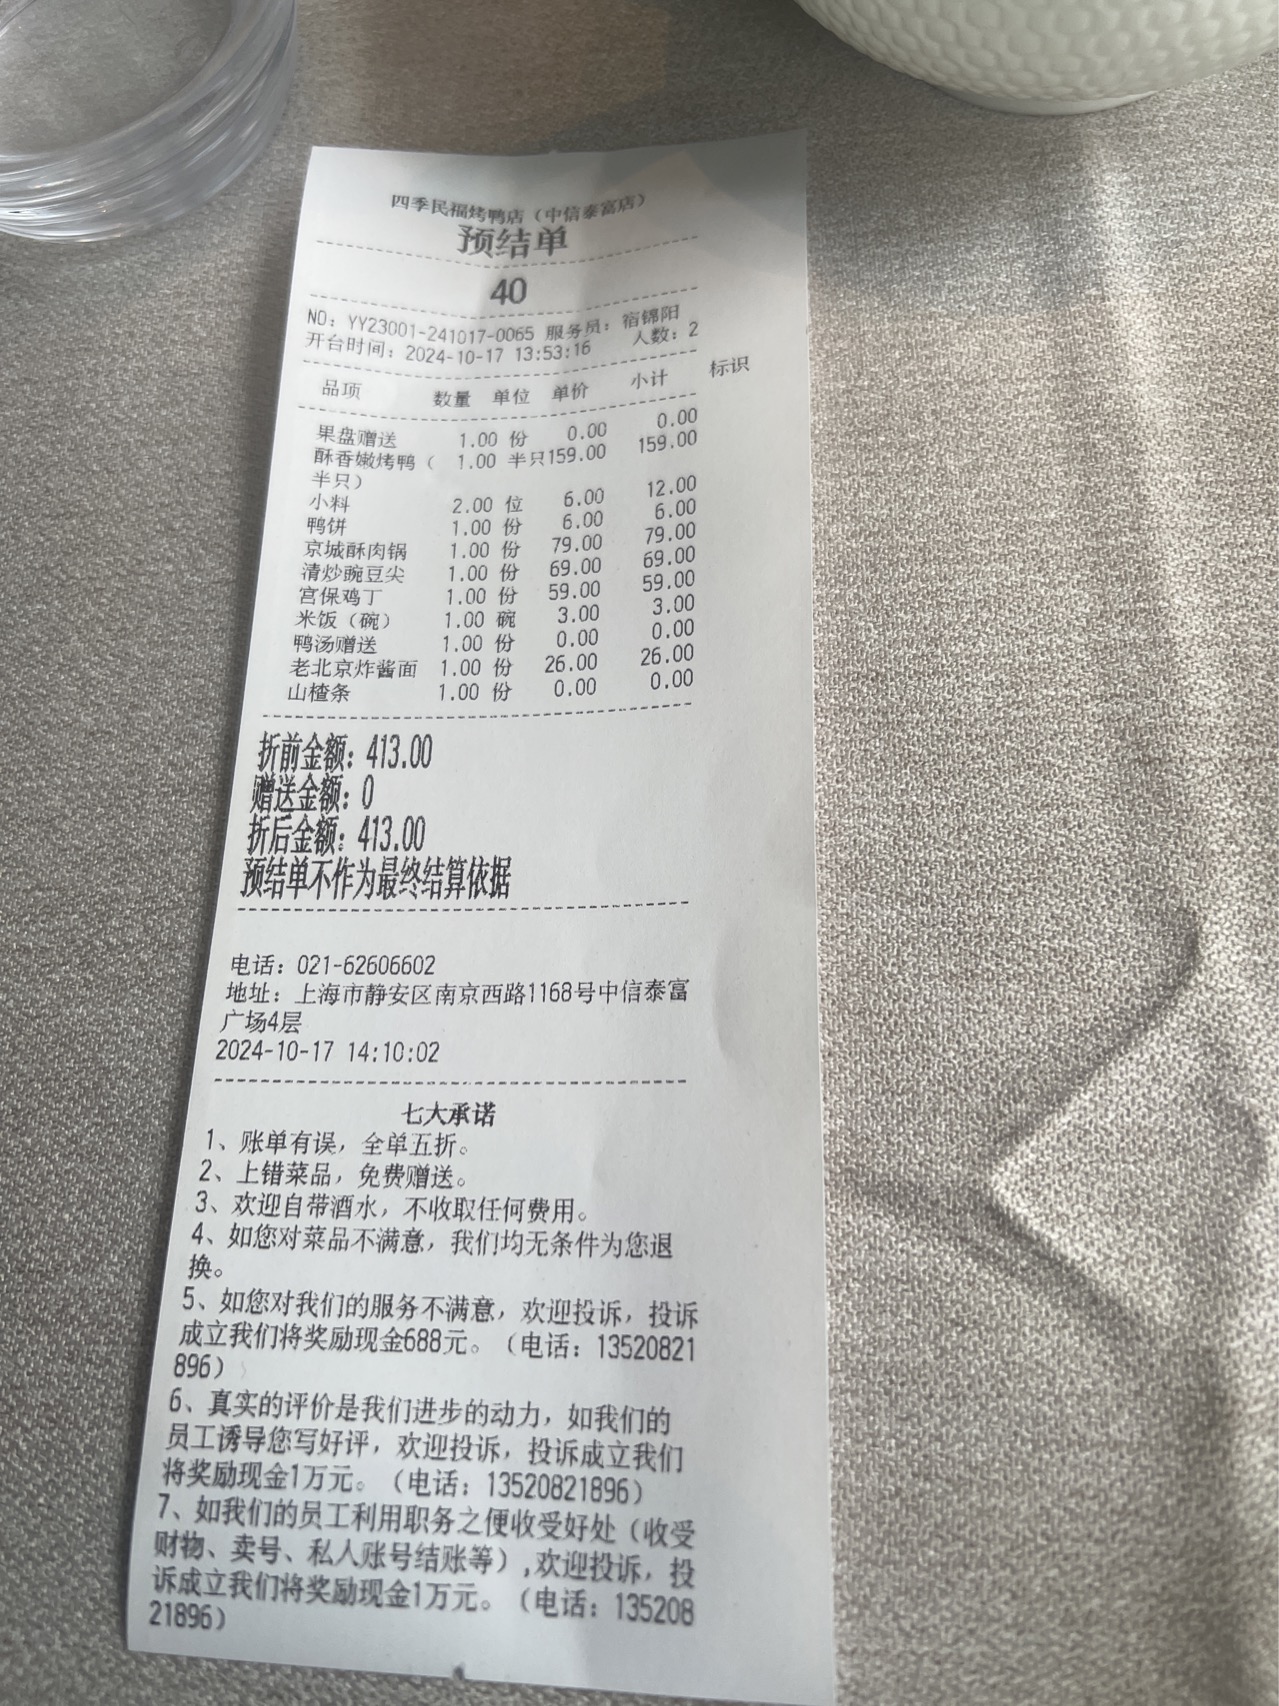 四季民福烤鸭店（中信泰富店）
预结单
40
NO：YY23001-241017-0065 服务员：宿锦阳
开台时间：2024-10-17 13:53:16 人数：2
品项 数量 单位 单价 小计 标识
果盘赠送 1.00 份 0.00 0.00
酥香嫩烤鸭（ 1.00 半只 159.00 159.00
半只）
小料 2.00 位 6.00 12.00
鸭饼 1.00 份 6.00 6.00
京城酥肉锅 1.00 份 79.00 79.00
清炒豌豆尖 1.00 份 69.00 69.00
宫保鸡丁 1.00 份 59.00 59.00
米饭（碗） 1.00 碗 3.00 3.00
鸭汤赠送 1.00 份 0.00 0.00
老北京炸酱面 1.00 份 26.00 26.00
山楂条 1.00 份 0.00 0.00
折前金额：413.00
赠送金额：0
折后金额：413.00
预结单不作为最终结算依据
电话：021-62606602
地址：上海市静安区南京西路1168号中信泰富
广场4层
2024-10-17 14:10:02
七大承诺
1、账单有误，全单五折。
2、上错菜品，免费赠送。
3、欢迎自带酒水，不收取任何费用。
4、如您对菜品不满意，我们均无条件为您退
换。
5、如您对我们的服务不满意，欢迎投诉，投诉
成立我们将奖励现金688元。（电话：13520821
896）
6、真实的评价是我们进步的动力，如我们的
员工诱导您写好评，欢迎投诉，投诉成立我们
将奖励现金1万元。（电话：13520821896）
7、如我们的员工利用职务之便收受好处（收受
财物、卖号、私人账号结账等）,欢迎投诉，投
诉成立我们将奖励现金1万元。（电话：135208
21896）